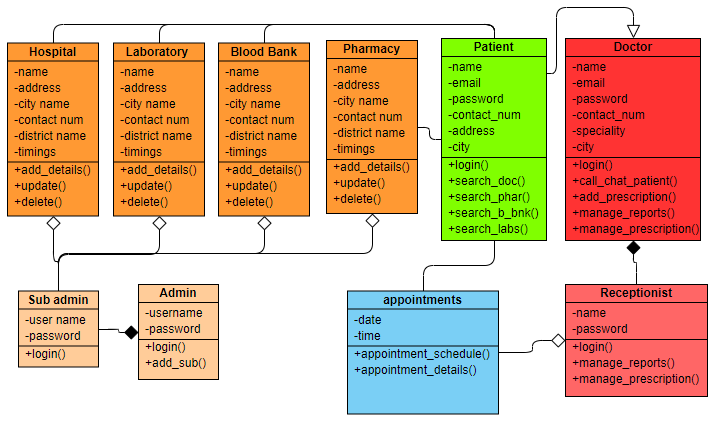 Hospital
-name
-address
-city name
-contact num
-district name
-timings
+add_details()
+update()
+delete()
Laboratory
-name
-address
-city name
-contact num
-district name
-timings
+add_details()
+update()
+delete()
Blood Bank
-name
-address
-city name
-contact num
-district name
-timings
+add_details()
+update()
+delete()
Pharmacy
-name
-address
-city name
-contact num
-district name
-timings
+add_details()
+update()
+delete()
Patient
-name
-email
-password
-contact_num
-address
-city
+login()
+search_doc()
+search_phar()
+search_b_bnk()
+search_labs()
Doctor
-name
-email
-password
-contact_num
-speciality
-city
+login()
+call_chat_patient()
+add_prescription()
+manage_reports()
+manage_prescription()
Sub admin
-user name
-password
+login()
Admin
-username
-password
+login()
+add_sub()
appointments
-date
-time
+appointment_schedule()
+appointment_details()
Receptionist
-name
-password
+login()
+manage_reports()
+manage_prescription()